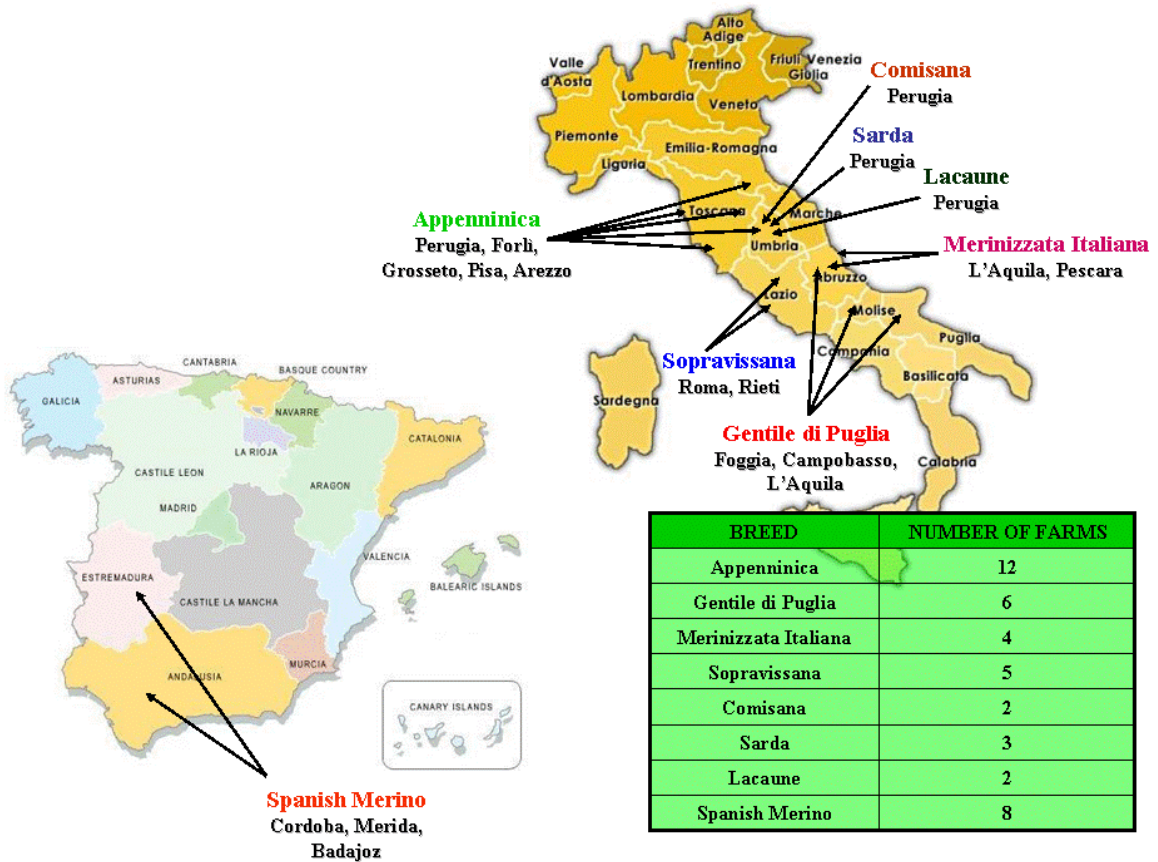 Alto
Adige
Valle
d'Aosta
Trentino
Friuli Venezia
Giulia
Lombardia
Veneto
Piemonte
Emilia-Romagna
Liguria
Toscana
Marche
Umbria
Abruzzo
Lazio
Molise
Campania
Puglia
Basilicata
Sardegna
Calabria
Comisana
Perugia
Sarda
Perugia
Lacaune
Perugia
Appenninica
Perugia, Forlì,
Grosseto, Pisa, Arezzo
Merinizzata Italiana
L'Aquila, Pescara
Sopravissana
Roma, Rieti
Gentile di Puglia
Foggia, Campobasso,
L'Aquila
CANTABRIA
ASTURIAS
BASQUE COUNTRY
GALICIA
NAVARRE
LA RIOJA
CATALONIA
CASTILE LEON
ARAGON
MADRID
VALENCIA
ESTREMADURA
BALEARIC ISLANDS
CASTILE LA MANCHA
MURCIA
ANDALUSIA
CANARY ISLANDS
Spanish Merino
Cordoba, Merida,
Badajoz
BREED NUMBER OF FARMS
Appenninica 12
Gentile di Puglia 6
Merinizzata Italiana 4
Sopravissana 5
Comisana 2
Sarda 3
Lacaune 2
Spanish Merino 8